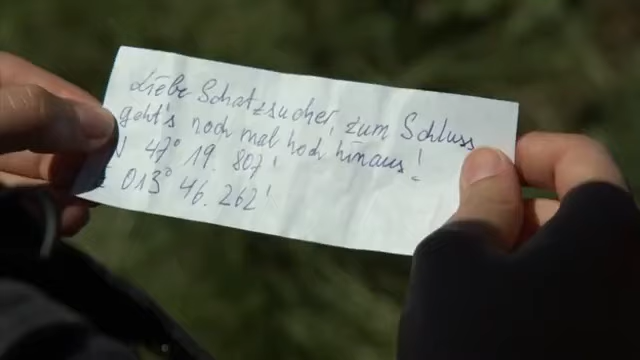 Liebe Schatzsucher, zum Schluss
geht's noch mal hoch hinaus!
N 47° 19. 807'
E 013° 46. 262'